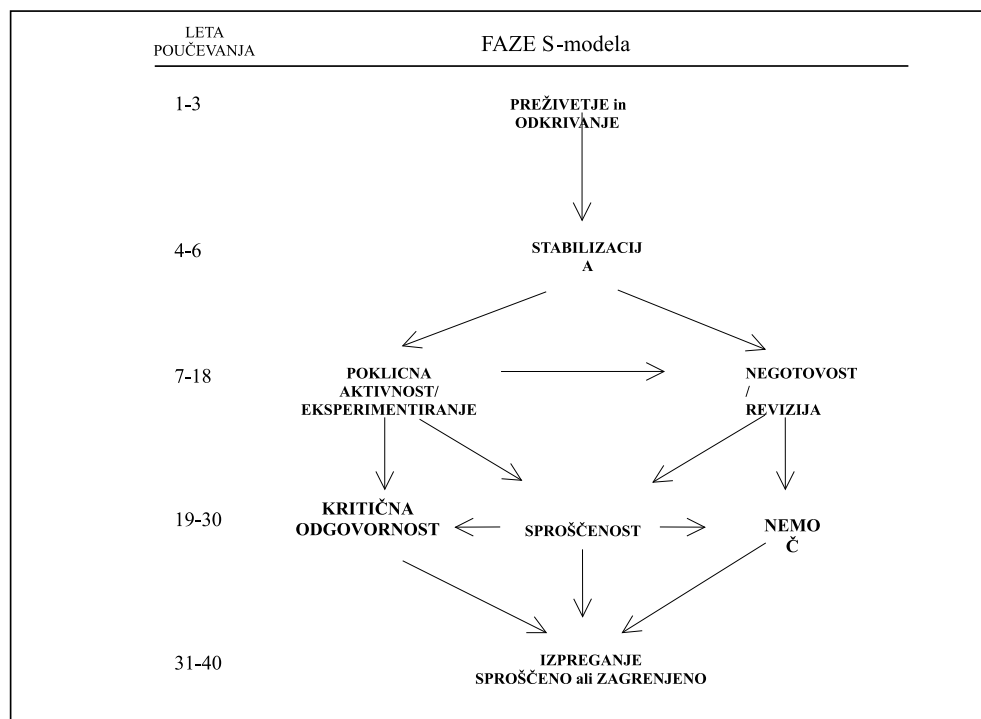 LETA
POUČEVANJA
FAZE S-modela
1-3
PREŽIVETJE in
ODKRIVANJE
4-6
STABILIZACIJ
A
7-18
POKLICNA
AKTIVNOST/
EKSPERIMENTIRANJE
NEGOTOVOST
/
REVIZIJA
19-30
KRITIČNA
ODGOVORNOST
SPROŠČENOST
NEMO
Č
31-40
IZPREGANJE
SPROŠČENO ali ZAGRENJENO